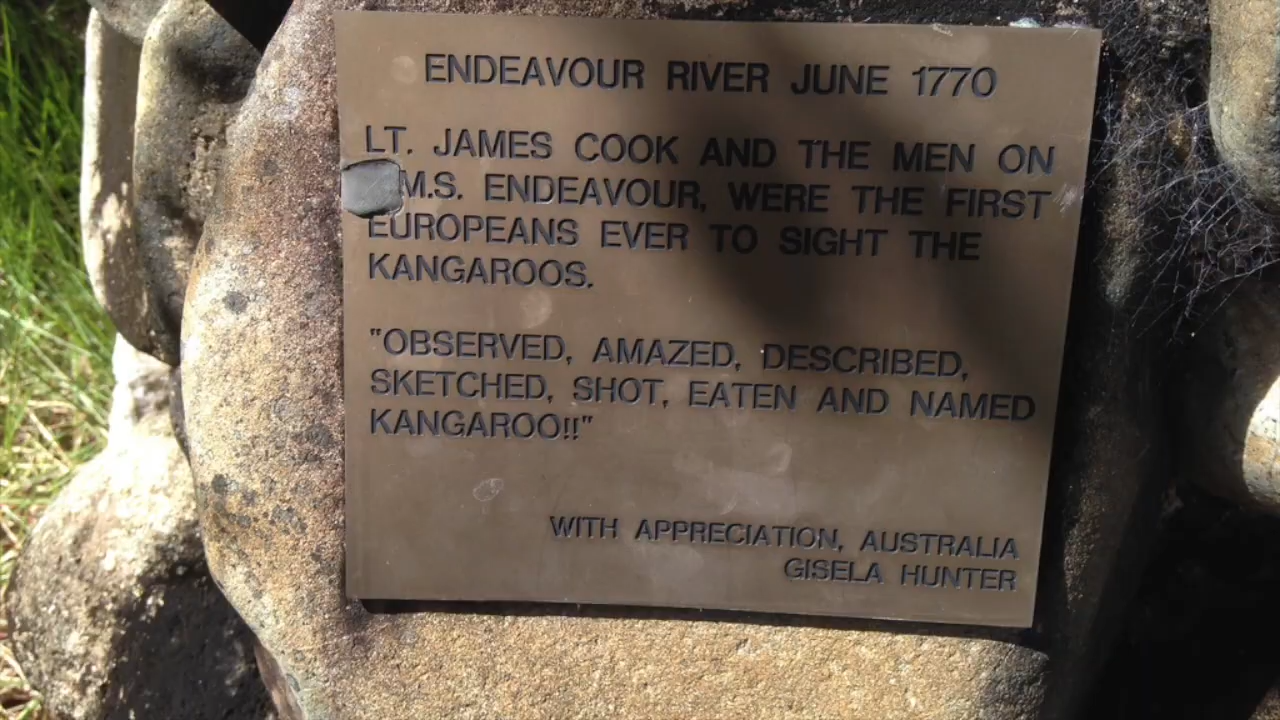 ENDEAVOUR RIVER JUNE 1770
LT. JAMES COOK AND THE MEN ON
M.S. ENDEAVOUR, WERE THE FIRST
EUROPEANS EVER TO SIGHT THE
KANGAROOS.
"OBSERVED, AMAZED, DESCRIBED,
SKETCHED, SHOT, EATEN AND NAMED
KANGAROO!!"
WITH APPRECIATION, AUSTRALIA
GISELA HUNTER